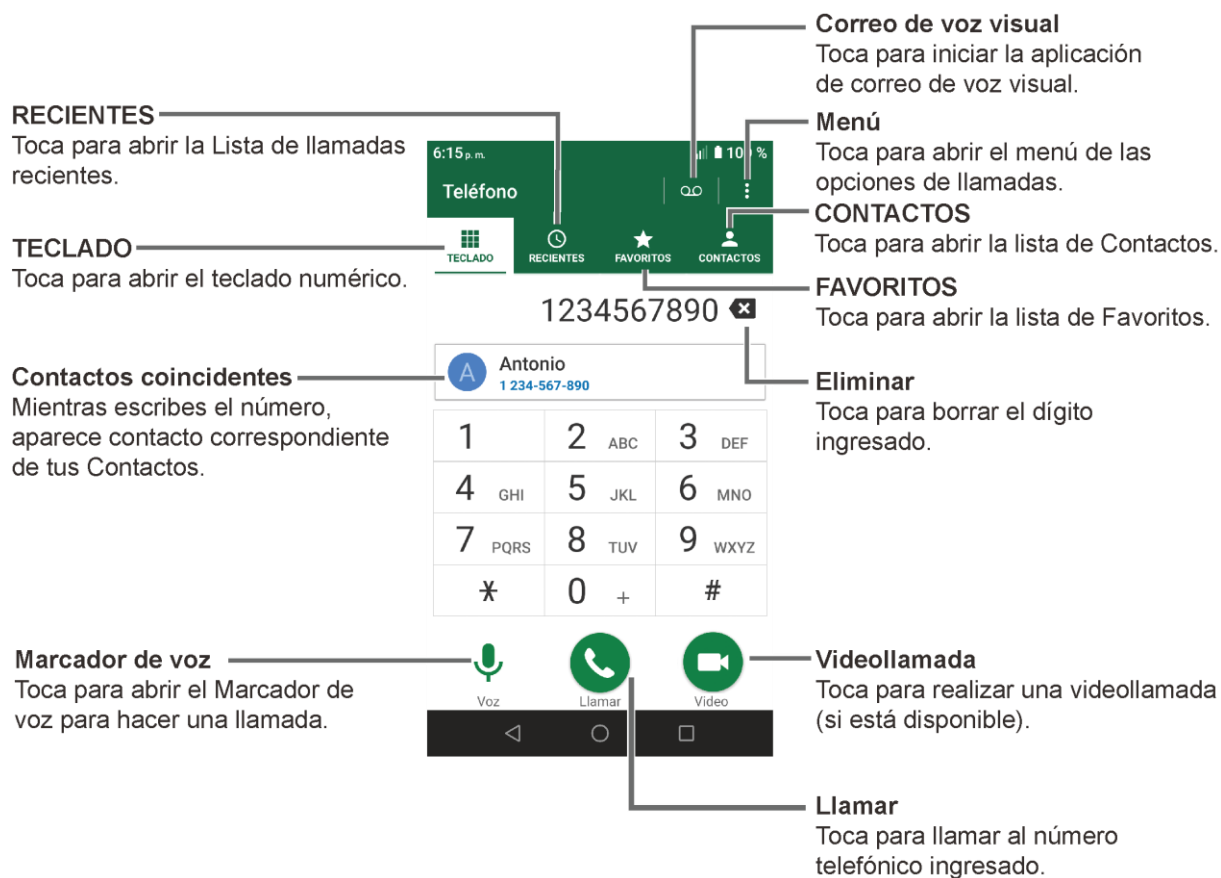 Correo de voz visual
Toca para iniciar la aplicación
de correo de voz visual.
RECIENTES
Toca para abrir la Lista de llamadas
recientes.
Menú
Toca para abrir el menú de las
opciones de llamadas.
TECLADO
Toca para abrir el teclado numérico.
CONTACTOS
Toca para abrir la lista de Contactos.
FAVORITOS
Toca para abrir la lista de Favoritos.
Contactos coincidentes
Mientras escribes el número,
aparece contacto correspondiente
de tus Contactos.
Eliminar
Toca para borrar el dígito
ingresado.
6:15 p. m. 100 %
Teléfono
TECLADO RECIENTES FAVORITOS CONTACTOS
1234567890
A Antonio
1 234-567-890
1 2 ABC 3 DEF
4 GHI 5 JKL 6 MNO
7 PQRS 8 TUV 9 WXYZ
* 0 + #
Voz Llamar Video
Marcador de voz
Toca para abrir el Marcador de
voz para hacer una llamada.
Videollamada
Toca para realizar una videollamada
(si está disponible).
Llamar
Toca para llamar al número
telefónico ingresado.